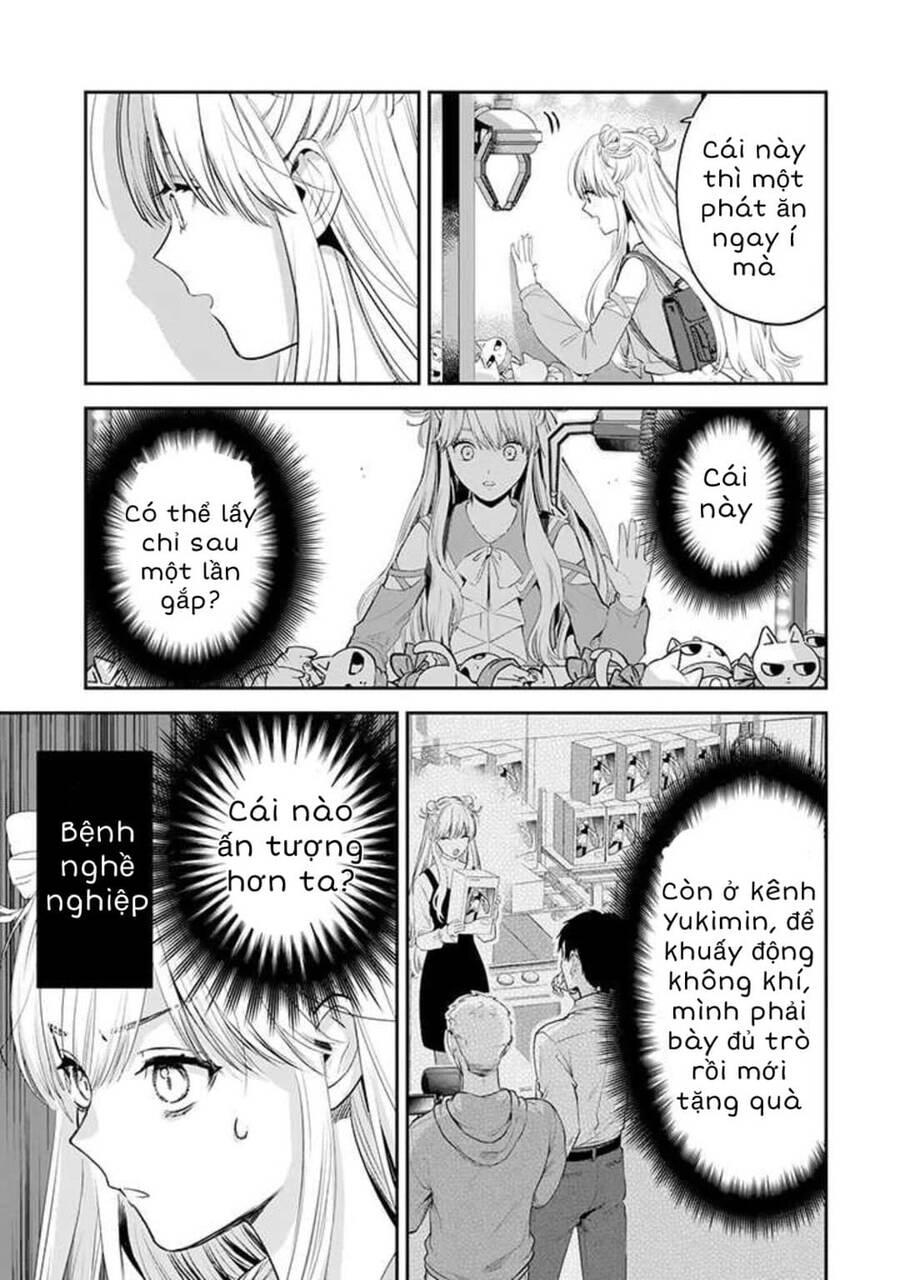 Cái này
thì một
phát ăn
ngay í
mà
Cái
này
Có thể lấy
chỉ sau
một lần
gắp?
Còn ở kênh
Yukimin, để
khuấy động
không khí,
mình phải
bày đủ trò
rồi mới
tặng quà
Cái nào
ấn tượng
hơn ta?
Bệnh
nghề
nghiệp